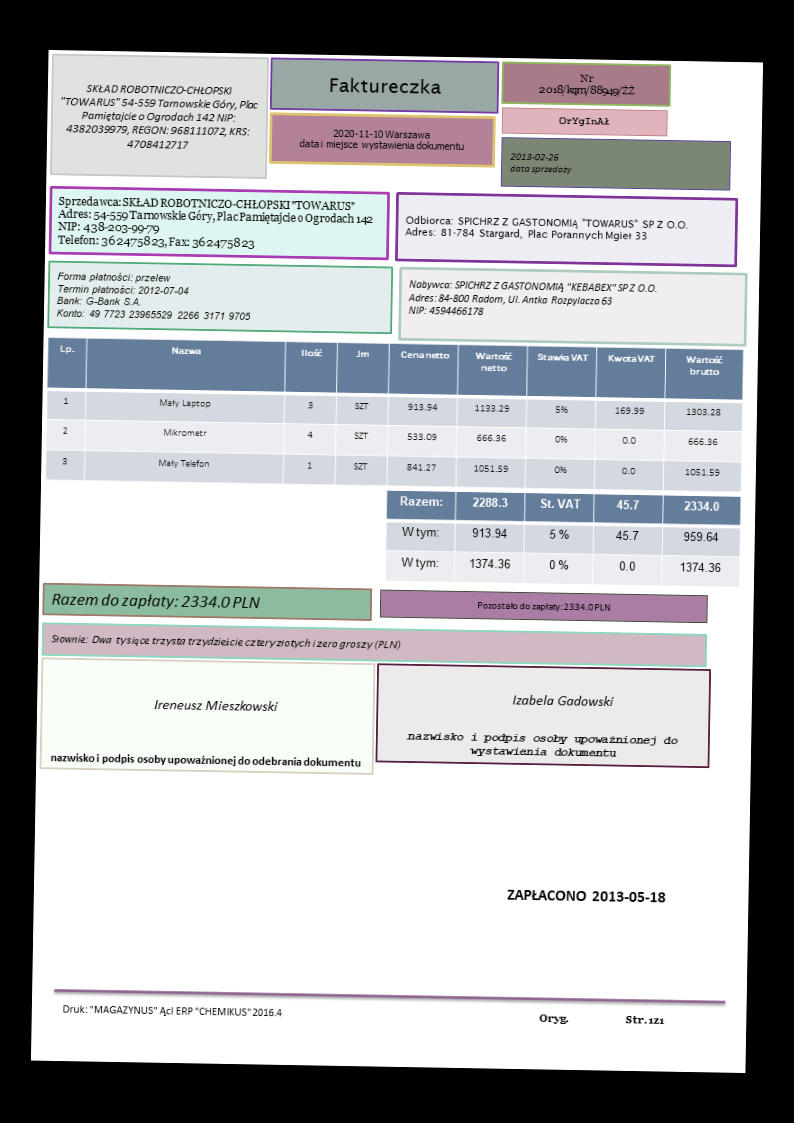 SKŁAD ROBOTNICZO-CHŁOPSKI
"TOWARUS" 54-559 Tarnowskie Góry, Plac
Pamiętajcie o Ogrodach 142 NIP:
4382039979, REGON: 968111072, KRS:
4708412717
Faktureczka
2020-11-10 Warszawa
data i miejsce wystawienia dokumentu
Nr
2018/kqm/88949/ŻŻ
OrYgInAł
2013-02-26
data sprzedaży
Sprzedawca: SKŁAD ROBOTNICZO-CHŁOPSKI "TOWARUS"
Adres: 54-559 Tarnowskie Góry, Plac Pamiętajcie o Ogrodach 142
NIP: 438-203-99-79
Telefon: 362475823, Fax: 362475823
Odbiorca: SPICHRZ Z GASTONOMIĄ "TOWARUS" SP Z O.O.
Adres: 81-784 Stargard, Plac Porannych Mgieł 33
Forma płatności: przelew
Termin płatności: 2012-07-04
Bank: G-Bank S.A.
Konto: 49 7723 23965529 2266 3171 9705
Nabywca: SPICHRZ Z GASTONOMIĄ "KEBABEX" SP Z O.O.
Adres: 84-800 Radom, Ul. Antka Rozpylacza 63
NIP: 4594466178
Lp. Nazwa Ilość Jm Cena netto Wartość netto Stawka VAT Kwota VAT Wartość brutto
1 Mały Laptop 3 SZT 913.94 1133.29 5% 169.99 1303.28
2 Mikrometr 4 SZT 533.09 666.36 0% 0.0 666.36
3 Mały Telefon 1 SZT 841.27 1051.59 0% 0.0 1051.59
Razem: 2288.3 St. VAT 45.7 2334.0
W tym: 913.94 5 % 45.7 959.64
W tym: 1374.36 0 % 0.0 1374.36
Razem do zapłaty: 2334.0 PLN
Pozostało do zapłaty: 2334.0 PLN
Słownie: Dwa tysiące trzysta trzydzieście cztery złotych i zero groszy (PLN)
Ireneusz Mieszkowski
nazwisko i podpis osoby upoważnionej do odebrania dokumentu
Izabela Gadowski
nazwisko i podpis osoby upoważnionej do
wystawienia dokumentu
ZAPŁACONO 2013-05-18
Druk: "MAGAZYNUS" Ącl ERP "CHEMIKUS" 2016.4
Oryg. Str. 1z1